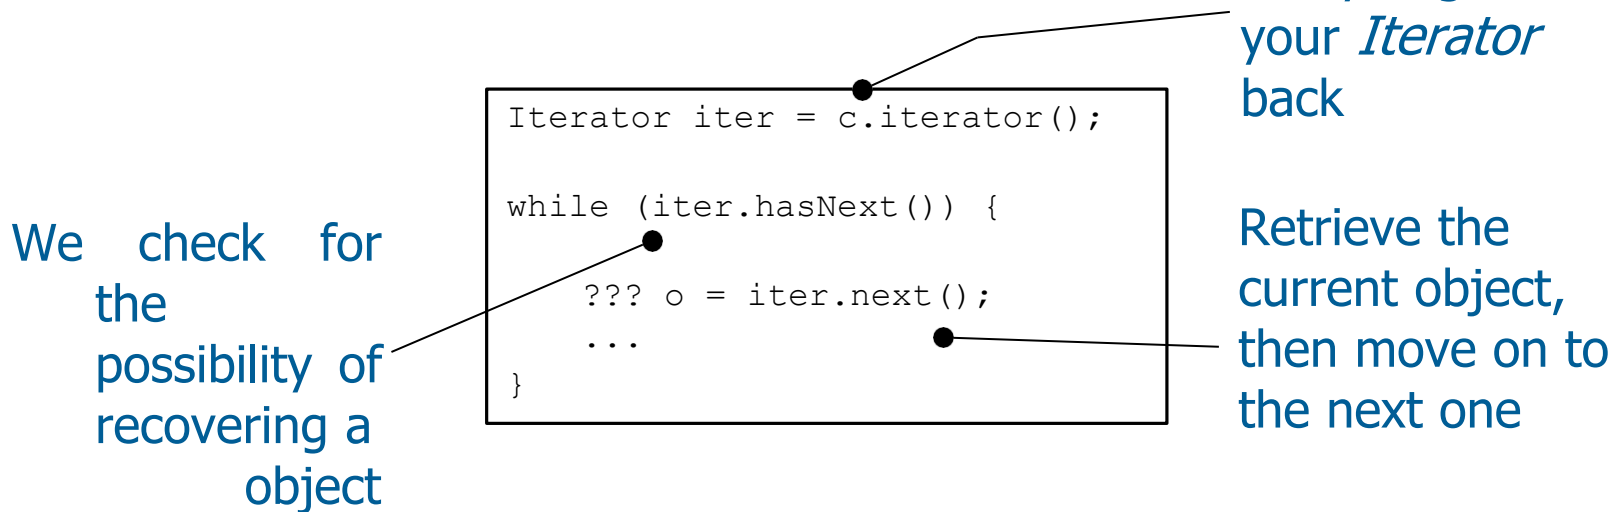 your Iterator
back
Iterator iter = c.iterator();
while (iter.hasNext()) {
??? o = iter.next();
...
}
We check for
the
possibility of
recovering a
object
Retrieve the
current object,
then move on to
the next one